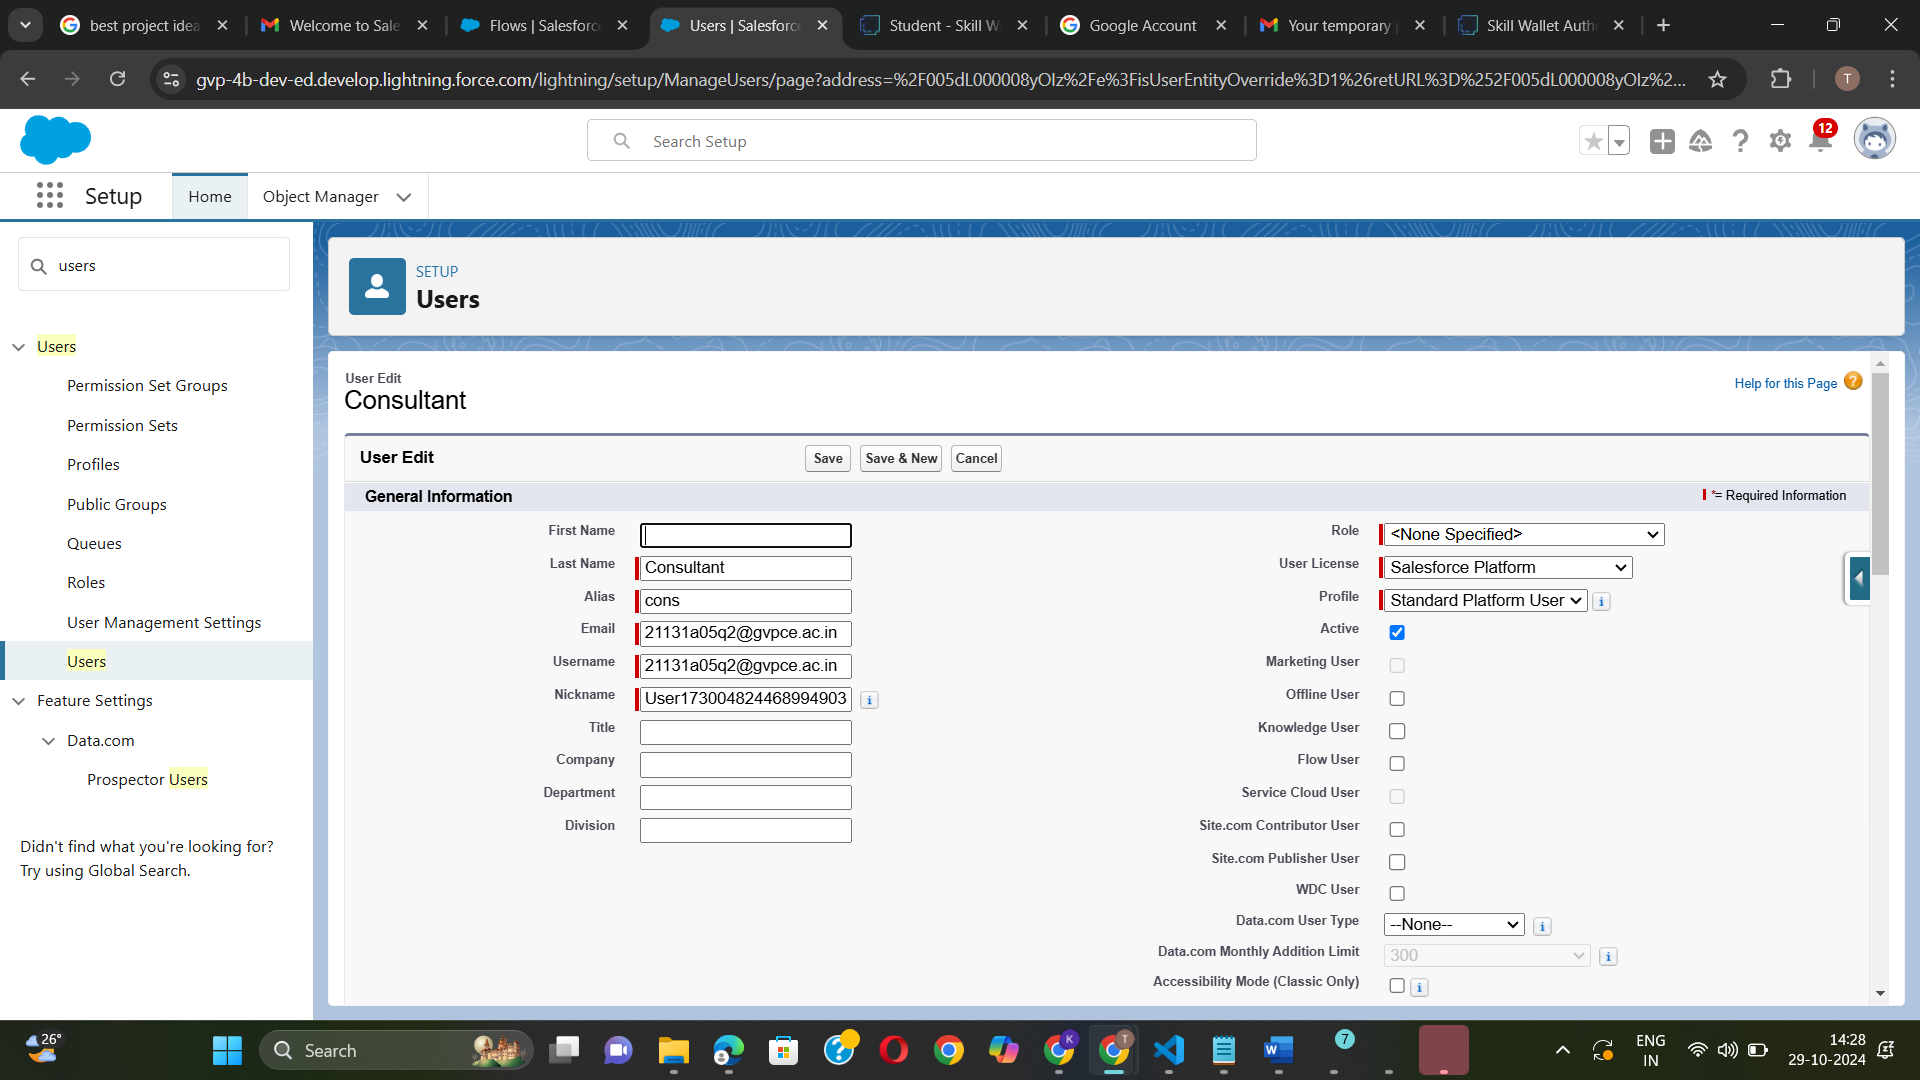 best project idea
Welcome to Sale
Flows | Salesforc
Users | Salesforc
Student - Skill W
Google Account
Your temporary
Skill Wallet Auth
gvp-4b-dev-ed.develop.lightning.force.com/lightning/setup/ManageUsers/page?address=%2F005dL000008yOIz%2Fe%3FisUserEntityOverride%3D1%26retURL%3D%252F005dL000008yOIz%2...
T
Search Setup
12
Setup
Home
Object Manager
users
Users
Permission Set Groups
Permission Sets
Profiles
Public Groups
Queues
Roles
User Management Settings
Users
Feature Settings
Data.com
Prospector Users
Didn't find what you're looking for?
Try using Global Search.
SETUP
Users
User Edit
Consultant
Help for this Page ?
User Edit
Save
Save & New
Cancel
General Information
*= Required Information
First Name
Last Name Consultant
Alias cons
Email 21131a05q2@gvpce.ac.in
Username 21131a05q2@gvpce.ac.in
Nickname User173004824468994903 i
Title
Company
Department
Division
Role <None Specified>
User License Salesforce Platform
Profile Standard Platform User i
Active
Marketing User
Offline User
Knowledge User
Flow User
Service Cloud User
Site.com Contributor User
Site.com Publisher User
WDC User
Data.com User Type --None-- i
Data.com Monthly Addition Limit 300 i
Accessibility Mode (Classic Only) i
26°
Search
K
T
W
7
ENG
IN
14:28
29-10-2024